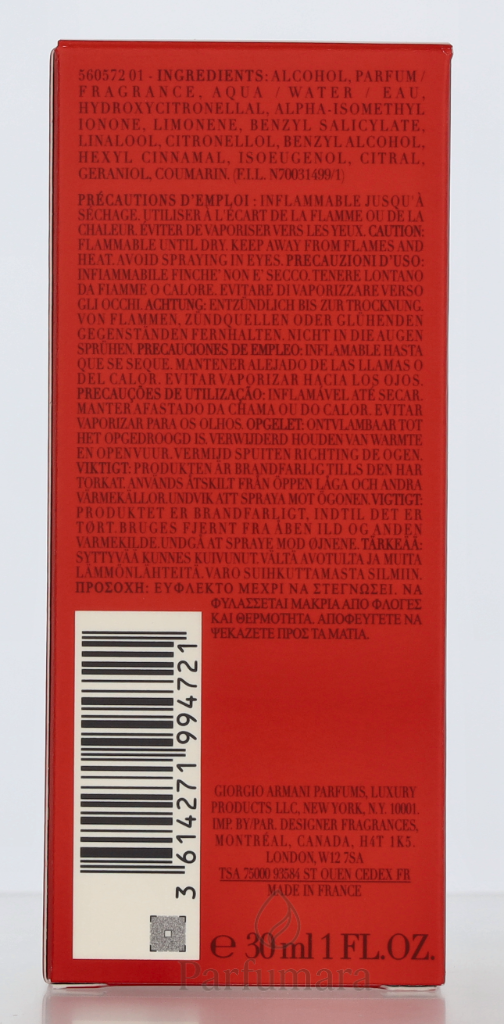 560572 01 - INGREDIENTS: ALCOHOL, PARFUM /
FRAGRANCE, AQUA / WATER / EAU,
HYDROXYCITRONELLAL, ALPHA-ISOMETHYL
IONONE, LIMONENE, BENZYL SALICYLATE,
LINALOOL, CITRONELLOL, BENZYL ALCOHOL,
HEXYL CINNAMAL, ISOEUGENOL, CITRAL,
GERANIOL, COUMARIN. (F.I.L. N70031499/1)
PRÉCAUTIONS D'EMPLOI : INFLAMMABLE JUSQU'À
SÉCHAGE. UTILISER À L'ÉCART DE LA FLAMME OU DE LA
CHALEUR. ÉVITER DE VAPORISER VERS LES YEUX. CAUTION:
FLAMMABLE UNTIL DRY. KEEP AWAY FROM FLAMES AND
HEAT. AVOID SPRAYING IN EYES. PRECAUZIONI D'USO:
INFIAMMABILE FINCHE' NON E' SECCO. TENERE LONTANO
DA FIAMME O CALORE. EVITARE DI VAPORIZZARE VERSO
GLI OCCHI. ACHTUNG: ENTZÜNDLICH BIS ZUR TROCKNUNG.
VON FLAMMEN, ZÜNDQUELLEN ODER GLÜHENDEN
GEGENSTÄNDEN FERNHALTEN. NICHT IN DIE AUGEN
SPRÜHEN. PRECAUCIONES DE EMPLEO: INFLAMABLE HASTA
QUE SE SEQUE. MANTENER ALEJADO DE LAS LLAMAS O
DEL CALOR. EVITAR VAPORIZAR HACIA LOS OJOS.
PRECAUÇÕES DE UTILIZAÇÃO: INFLAMÁVEL ATÉ SECAR.
MANTER AFASTADO DA CHAMA OU DO CALOR. EVITAR
VAPORIZAR PARA OS OLHOS. OPGELET: ONTVLAMBAAR TOT
HET OPGEDROOGD IS. VERWIJDERD HOUDEN VAN WARMTE
EN OPEN VUUR. VERMIJD SPUITEN RICHTING DE OGEN.
VIKTIGT: PRODUKTEN ÄR BRANDFARLIG TILLS DEN HAR
TORKAT. ANVÄNDS ÅTSKILT FRÅN ÖPPEN LÅGA OCH ANDRA
VÄRMEKÄLLOR. UNDVIK ATT SPRAYA MOT ÖGONEN. VIGTIGT:
PRODUKTET ER BRANDFARLIGT, INDTIL DET ER
TØRT. BRUGES FJERNT FRA ÅBEN ILD OG ANDEN
VARMEKILDE. UNDGÅ AT SPRAYE MOD ØJNENE. TÄRKEÄÄ:
SYTTYVÄÄ KUNNES KUIVUNUT. VÄLTÄ AVOTULTA JA MUITA
LÄMMÖNLÄHTEITÄ. VARO SUIHKUTTAMASTA SILMIIN.
ΠΡΟΣΟΧΗ: ΕΥΦΛΕΚΤΟ ΜΕΧΡΙ ΝΑ ΣΤΕΓΝΩΣΕΙ. ΝΑ
ΦΥΛΑΣΣΕΤΑΙ ΜΑΚΡΙΑ ΑΠΟ ΦΛΟΓΕΣ
ΚΑΙ ΘΕΡΜΟΤΗΤΑ. ΑΠΟΦΕΥΓΕΤΕ ΝΑ
ΨΕΚΑΖΕΤΕ ΠΡΟΣ ΤΑ ΜΑΤΙΑ.
3 614271 994721
GIORGIO ARMANI PARFUMS, LUXURY
PRODUCTS LLC, NEW YORK, N.Y. 10001.
IMP. BY/PAR. DESIGNER FRAGRANCES,
MONTRÉAL, CANADA, H4T 1K5.
LONDON, W12 7SA
TSA 75000 93584 ST OUEN CEDEX FR
MADE IN FRANCE
℮ 30 ml 1 FL.OZ.
Parfumara